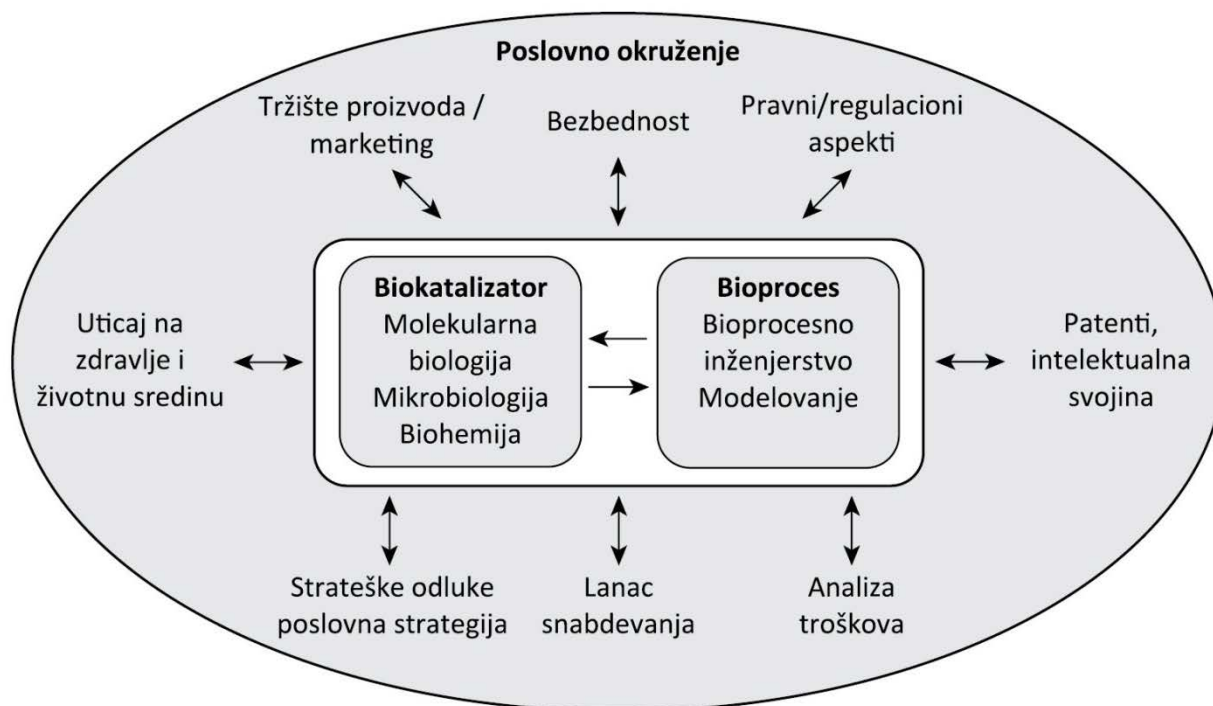 Poslovno okruženje
Tržište proizvoda /
marketing
Bezbednost
Pravni/regulacioni
aspekti
Uticaj na
zdravlje i
životnu sredinu
Biokatalizator
Molekularna
biologija
Mikrobiologija
Biohemija
Bioproces
Bioprocesno
inženjerstvo
Modelovanje
Patenti,
intelektualna
svojina
Strateške odluke
poslovna strategija
Lanac
snabdevanja
Analiza
troškova